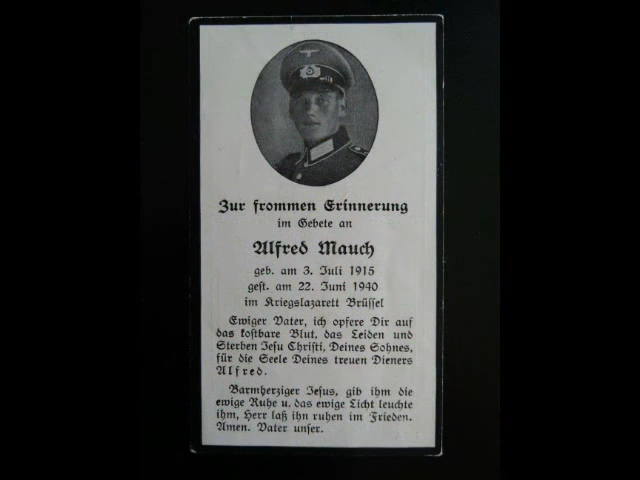 Zur frommen Erinnerung
im Gebete an
Alfred Mauch
geb. am 3. Juli 1915
gest. am 22. Juni 1940
im Kriegslazarett Brüssel
Ewiger Vater, ich opfere Dir auf
das kostbare Blut, das Leiden und
Sterben Jesu Christi, Deines Sohnes,
für die Seele Deines treuen Dieners
Alfred.
Barmherziger Jesus, gib ihm die
ewige Ruhe u. das ewige Licht leuchte
ihm, Herr laß ihn ruhen im Frieden.
Amen. Vater unser.